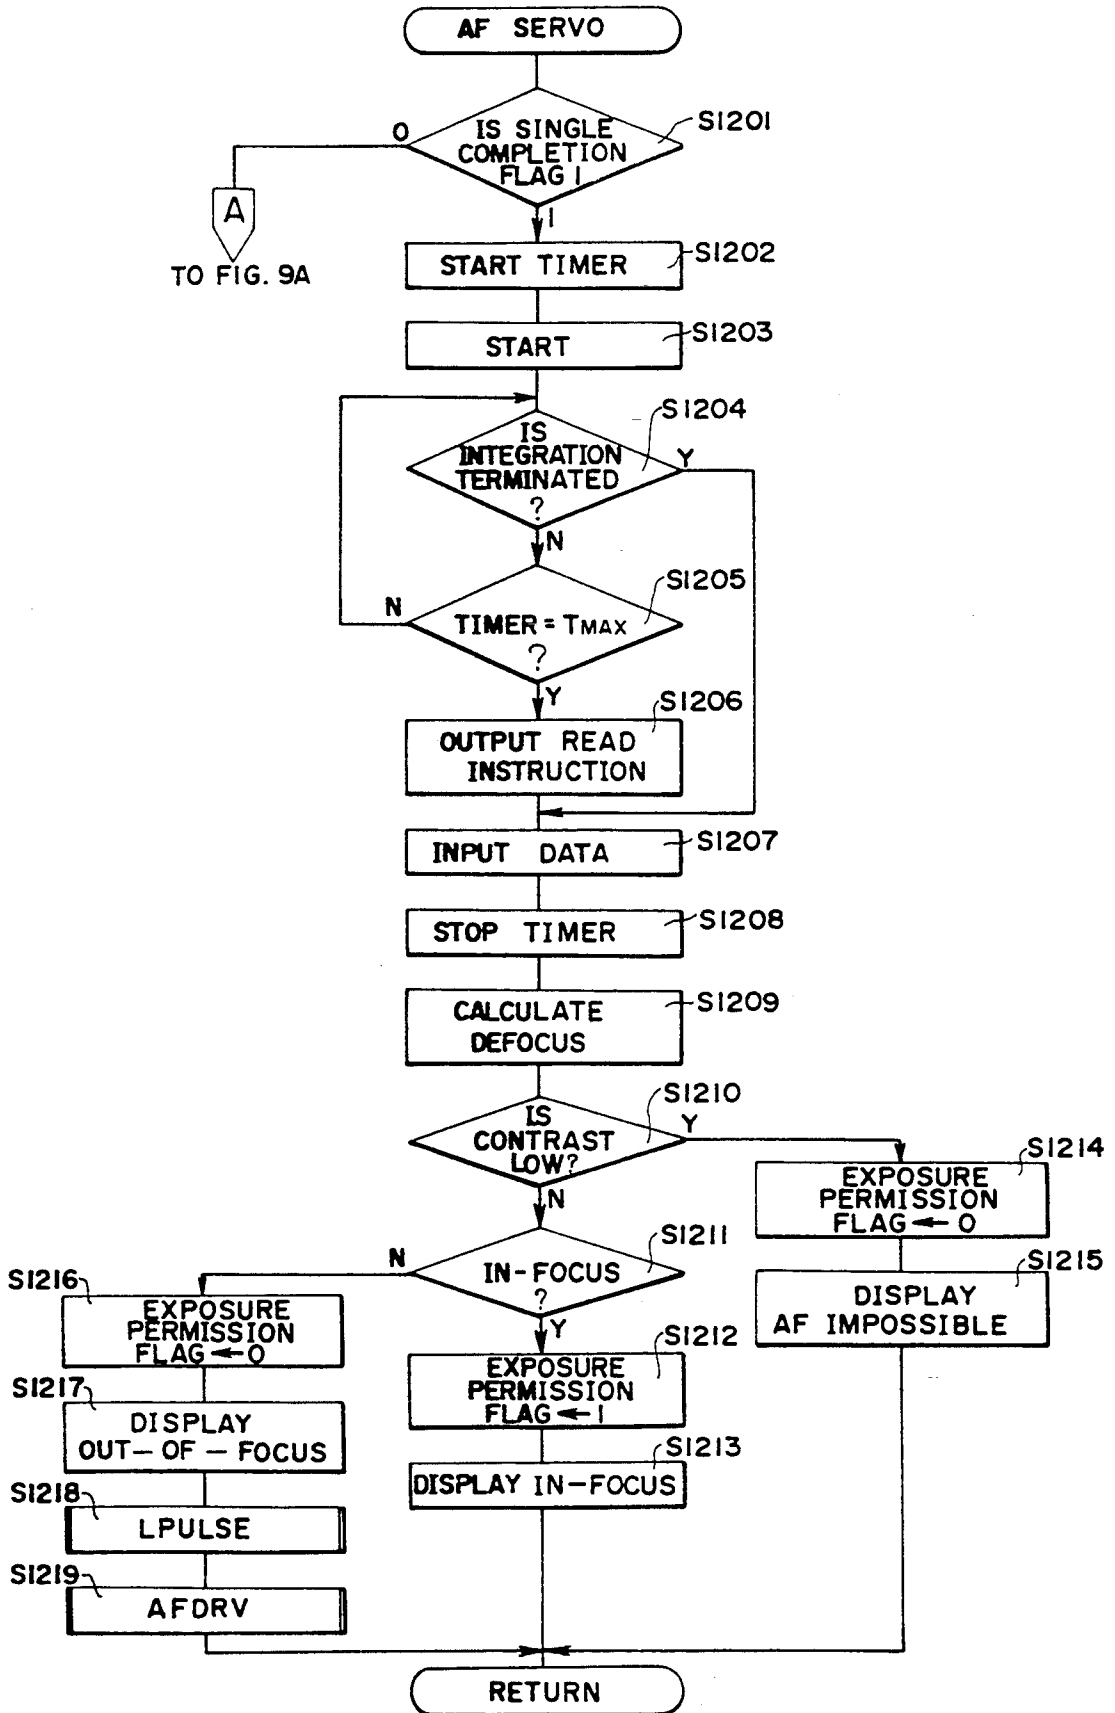 AF SERVO
S1201
IS SINGLE
COMPLETION
FLAG 1
0
1
A
TO FIG. 9A
START TIMER
S1202
START
S1203
S1204
IS
INTEGRATION
TERMINATED
?
Y
N
S1205
TIMER = TMAX
?
N
Y
S1206
OUTPUT READ
INSTRUCTION
INPUT DATA
S1207
STOP TIMER
S1208
CALCULATE
DEFOCUS
S1209
S1210
IS
CONTRAST
LOW?
Y
N
S1214
EXPOSURE
PERMISSION
FLAG ← 0
S1211
IN-FOCUS
?
N
Y
S1215
DISPLAY
AF IMPOSSIBLE
S1216
EXPOSURE
PERMISSION
FLAG ← 0
S1212
EXPOSURE
PERMISSION
FLAG ← 1
S1217
DISPLAY
OUT-OF-FOCUS
S1213
DISPLAY IN-FOCUS
S1218
LPULSE
S1219
AFDRV
RETURN